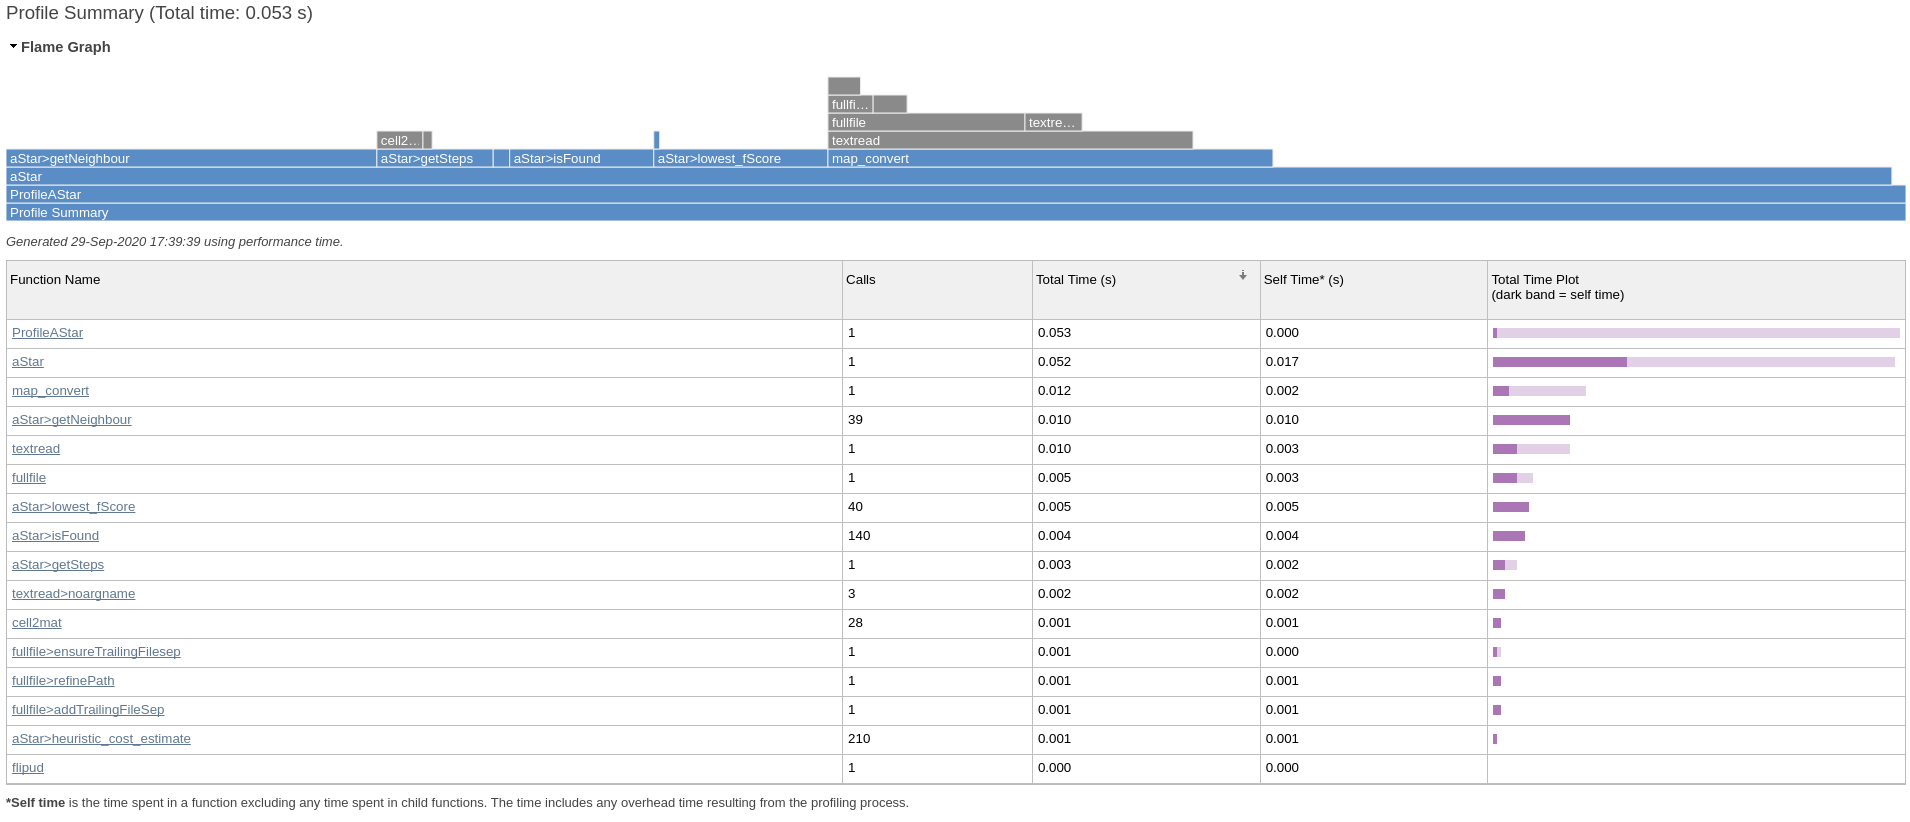 Profile Summary (Total time: 0.053 s)
Flame Graph
fullfi…
fullfile textre…
cell2… textread
aStar>getNeighbour aStar>getSteps aStar>isFound aStar>lowest_fScore map_convert
aStar
ProfileAStar
Profile Summary
Generated 29-Sep-2020 17:39:39 using performance time.
Function Name Calls Total Time (s) Self Time* (s) Total Time Plot
(dark band = self time)
ProfileAStar 1 0.053 0.000
aStar 1 0.052 0.017
map_convert 1 0.012 0.002
aStar>getNeighbour 39 0.010 0.010
textread 1 0.010 0.003
fullfile 1 0.005 0.003
aStar>lowest_fScore 40 0.005 0.005
aStar>isFound 140 0.004 0.004
aStar>getSteps 1 0.003 0.002
textread>noargname 3 0.002 0.002
cell2mat 28 0.001 0.001
fullfile>ensureTrailingFilesep 1 0.001 0.000
fullfile>refinePath 1 0.001 0.001
fullfile>addTrailingFileSep 1 0.001 0.001
aStar>heuristic_cost_estimate 210 0.001 0.001
flipud 1 0.000 0.000
*Self time is the time spent in a function excluding any time spent in child functions. The time includes any overhead time resulting from the profiling process.